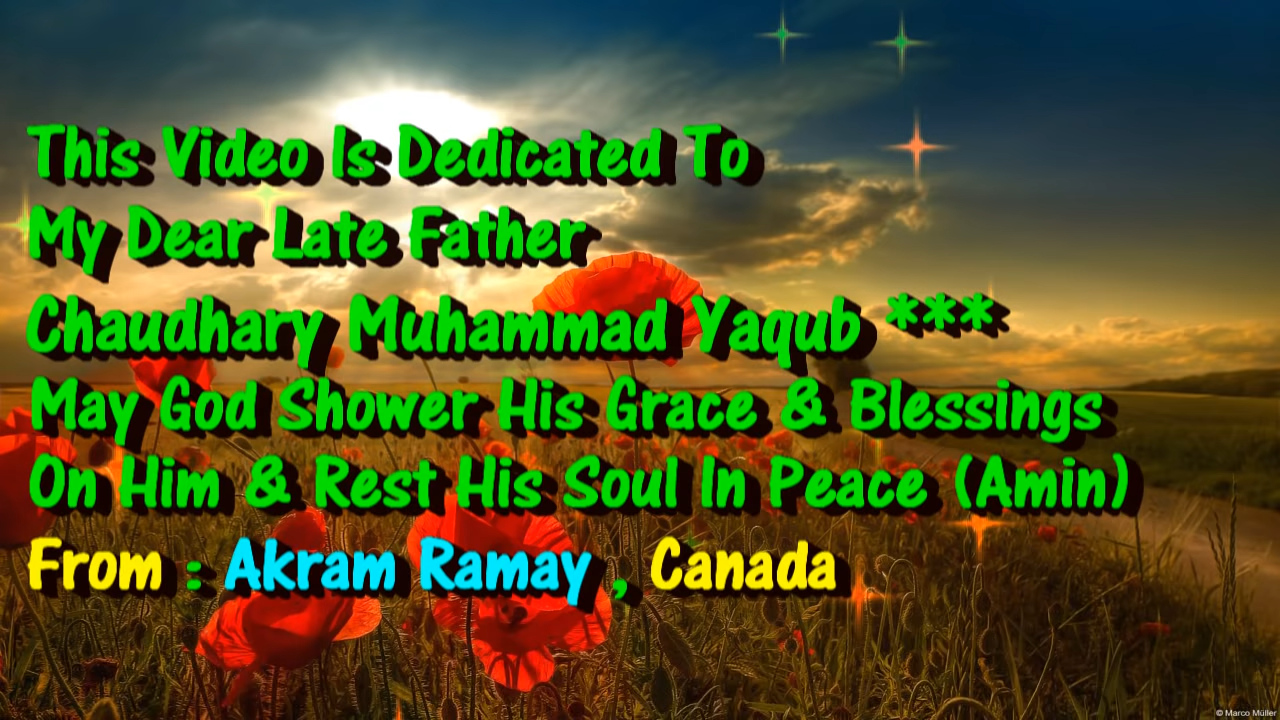 This Video Is Dedicated To
My Dear Late Father
Chaudhary Muhammad Yaqub ***
May God Shower His Grace & Blessings
On Him & Rest His Soul In Peace (Amin)
From : Akram Ramay , Canada
© Marco Müller